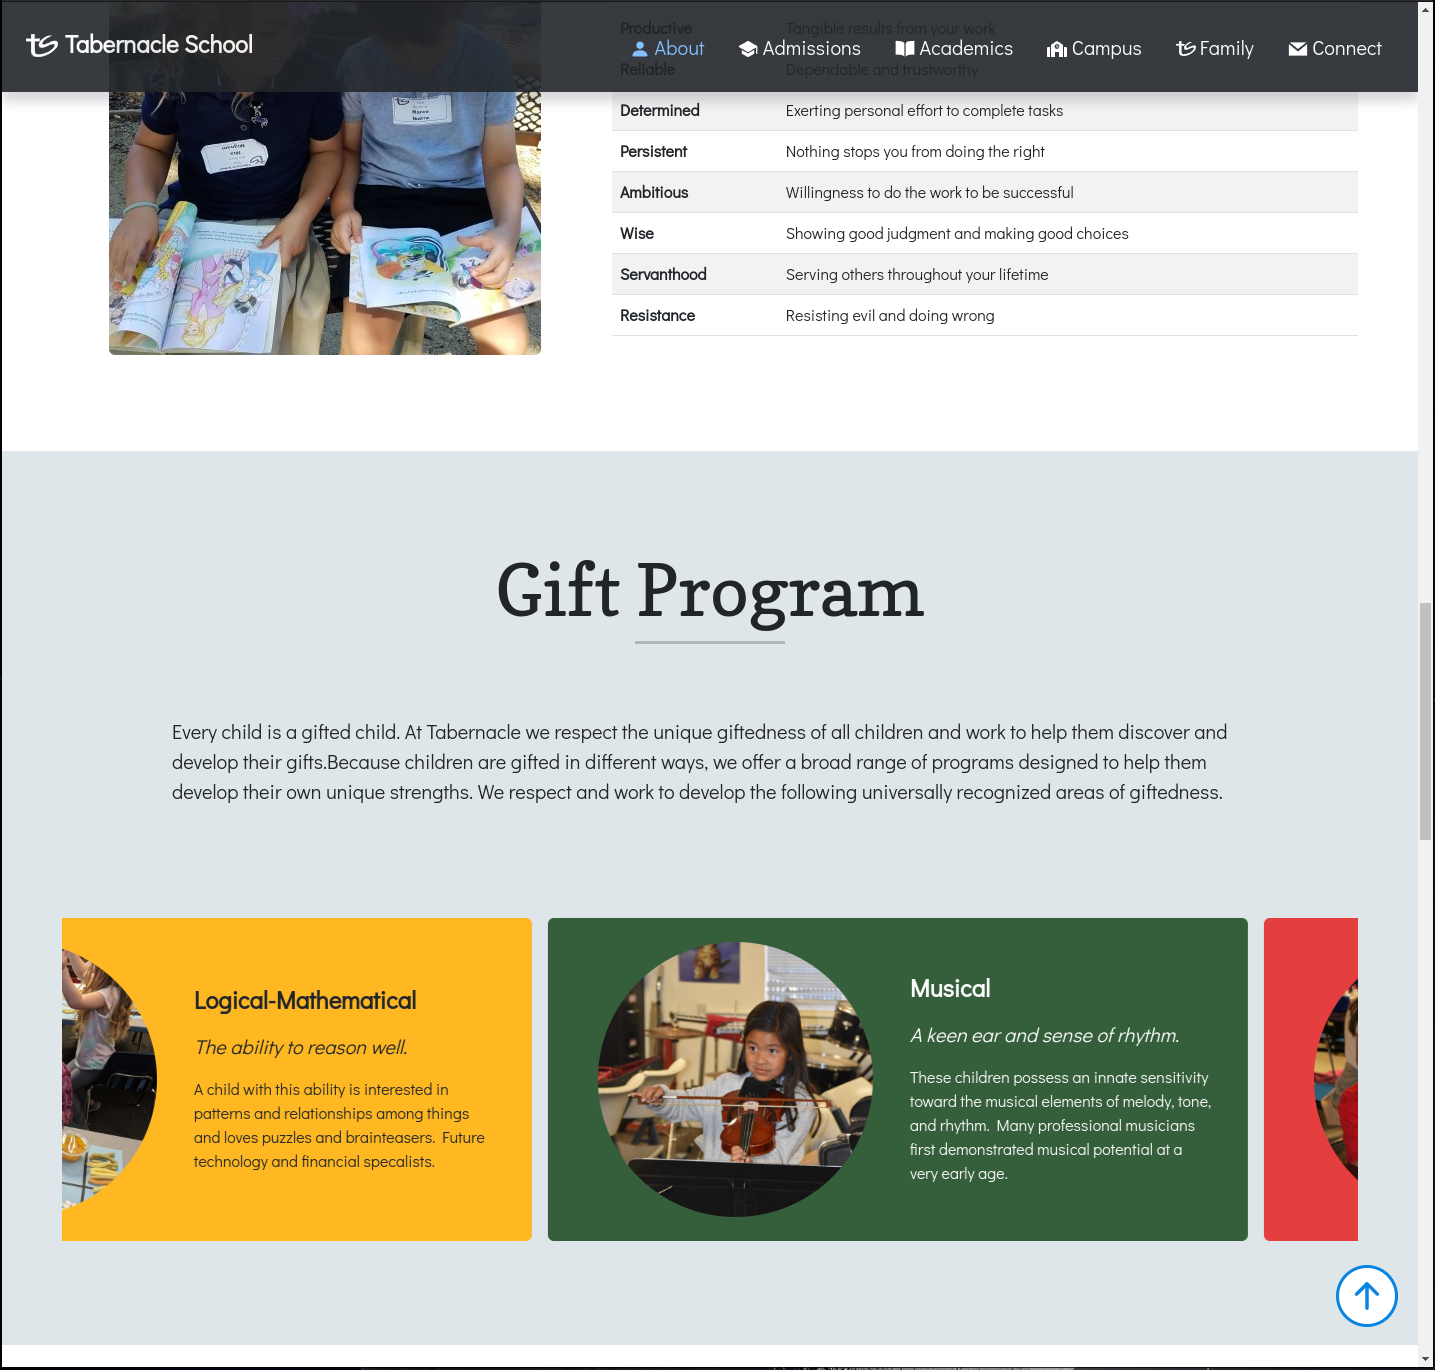 Tabernacle School
About
Admissions
Academics
Campus
Family
Connect
Productive Tangible results from your work
Reliable Dependable and trustworthy
Determined Exerting personal effort to complete tasks
Persistent Nothing stops you from doing the right
Ambitious Willingness to do the work to be successful
Wise Showing good judgment and making good choices
Servanthood Serving others throughout your lifetime
Resistance Resisting evil and doing wrong
Gift Program
Every child is a gifted child. At Tabernacle we respect the unique giftedness of all children and work to help them discover and
develop their gifts.Because children are gifted in different ways, we offer a broad range of programs designed to help them
develop their own unique strengths. We respect and work to develop the following universally recognized areas of giftedness.
Logical-Mathematical
The ability to reason well.
A child with this ability is interested in
patterns and relationships among things
and loves puzzles and brainteasers. Future
technology and financial specalists.
Musical
A keen ear and sense of rhythm.
These children possess an innate sensitivity
toward the musical elements of melody, tone,
and rhythm. Many professional musicians
first demonstrated musical potential at a
very early age.